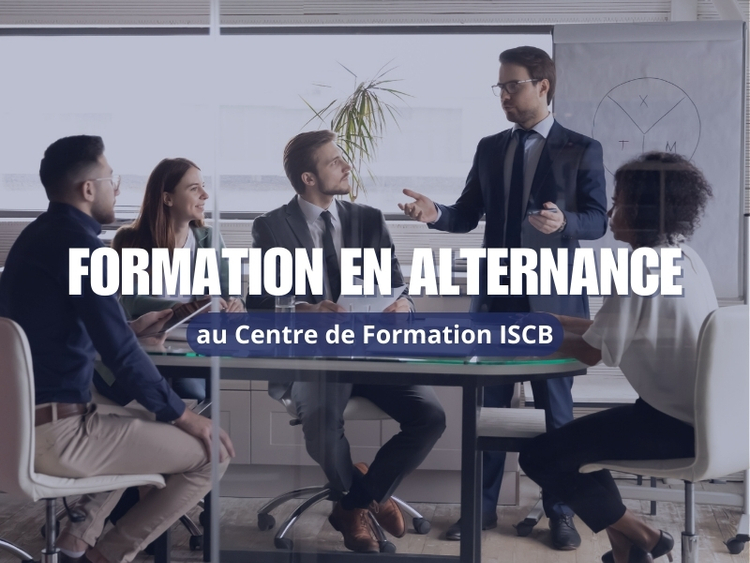 X
T M
FORMATION EN ALTERNANCE
au Centre de Formation ISCB